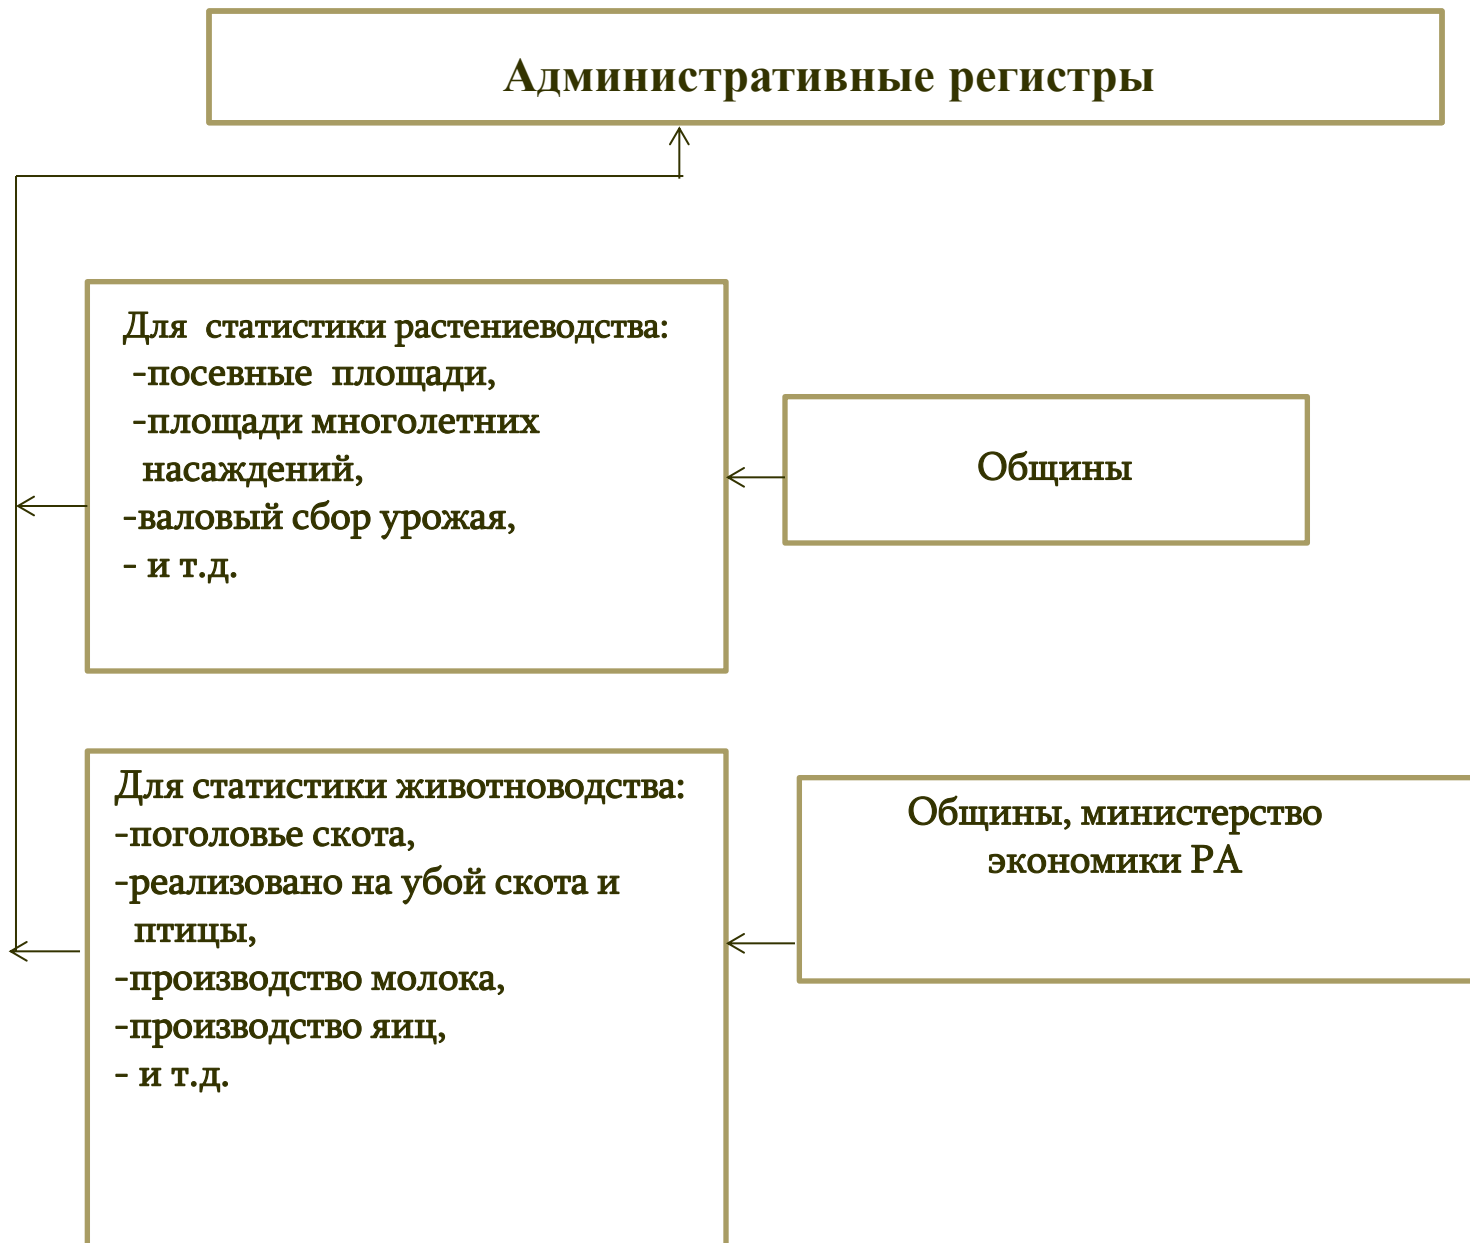 Административные регистры
Для статистики растениеводства:
-посевные площади,
-площади многолетних
насаждений,
-валовый сбор урожая,
- и т.д.
Общины
Для статистики животноводства:
-поголовье скота,
-реализовано на убой скота и
птицы,
-производство молока,
-производство яиц,
- и т.д.
Общины, министерство
экономики РА